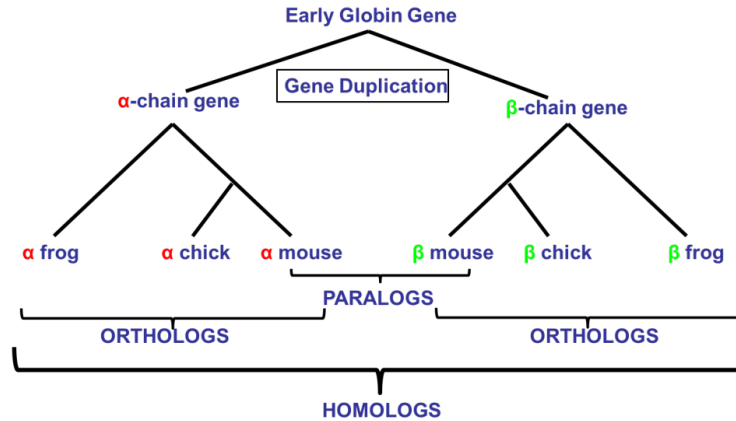 Early Globin Gene
Gene Duplication
α-chain gene
β-chain gene
α frog
α chick
α mouse
β mouse
β chick
β frog
PARALOGS
ORTHOLOGS
ORTHOLOGS
HOMOLOGS